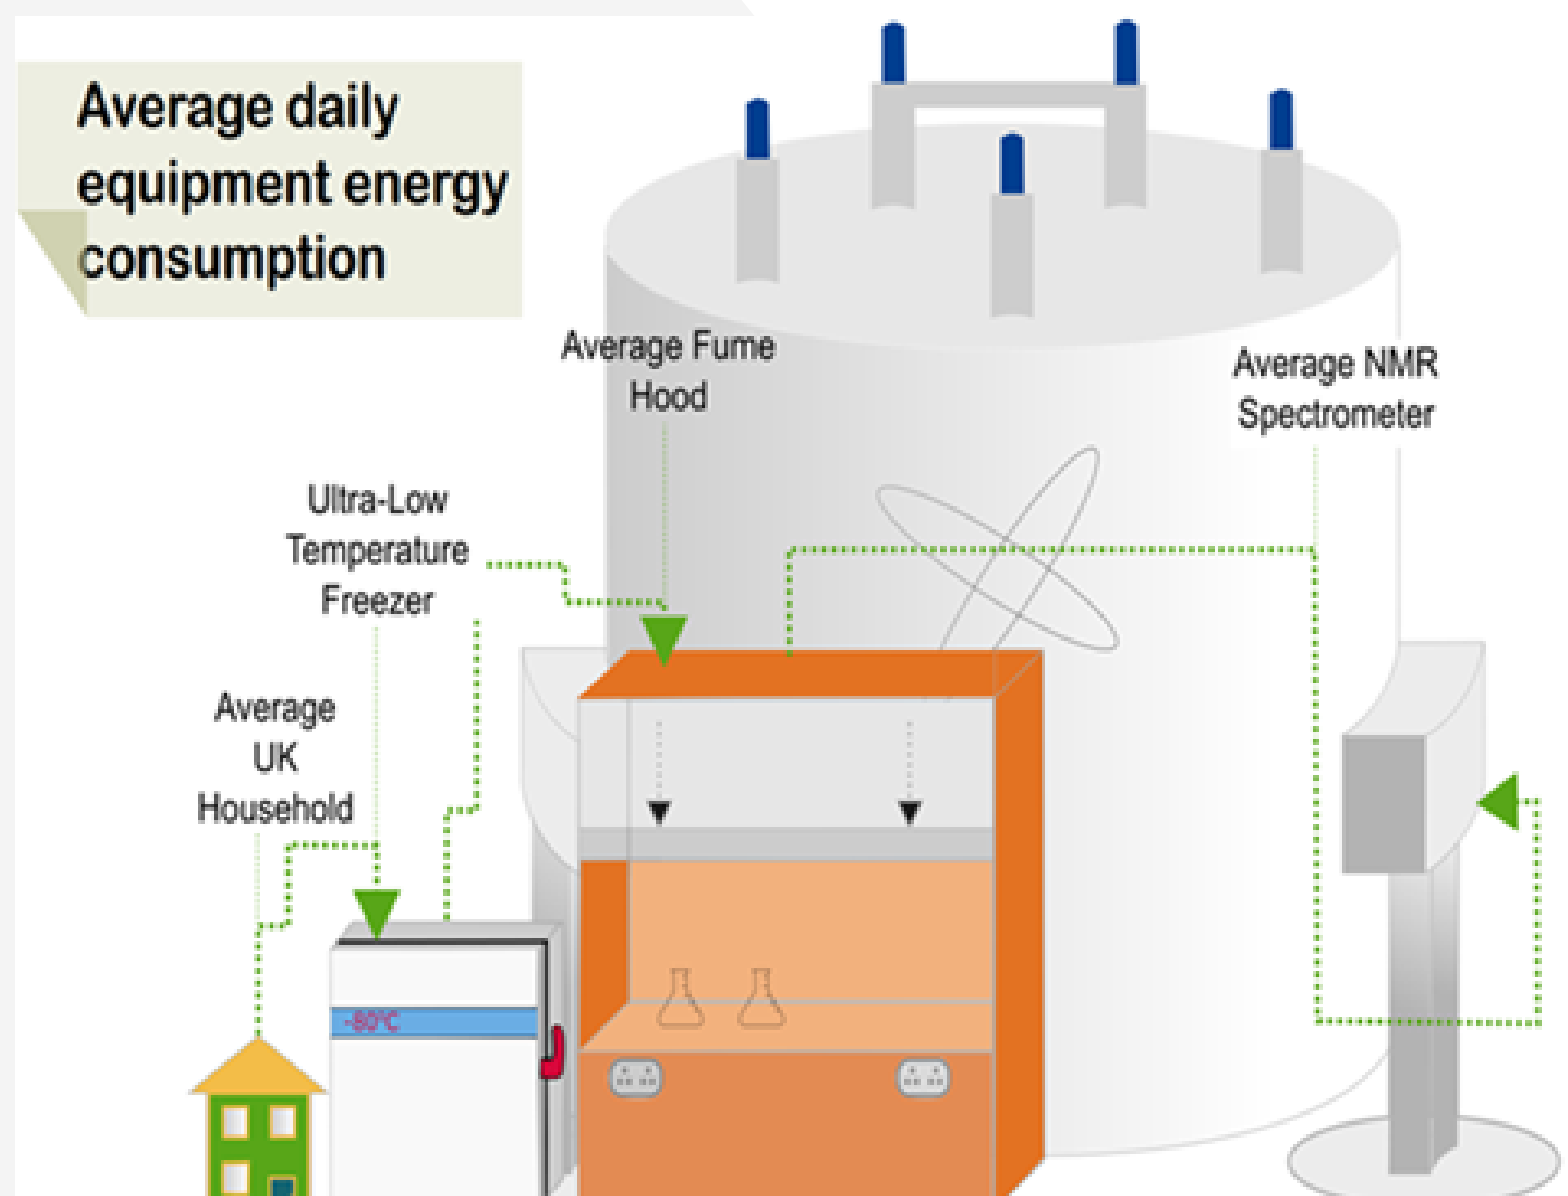 Average daily
equipment energy
consumption
Average Fume
Hood
Average NMR
Spectrometer
Ultra-Low
Temperature
Freezer
Average
UK
Household
-80°C